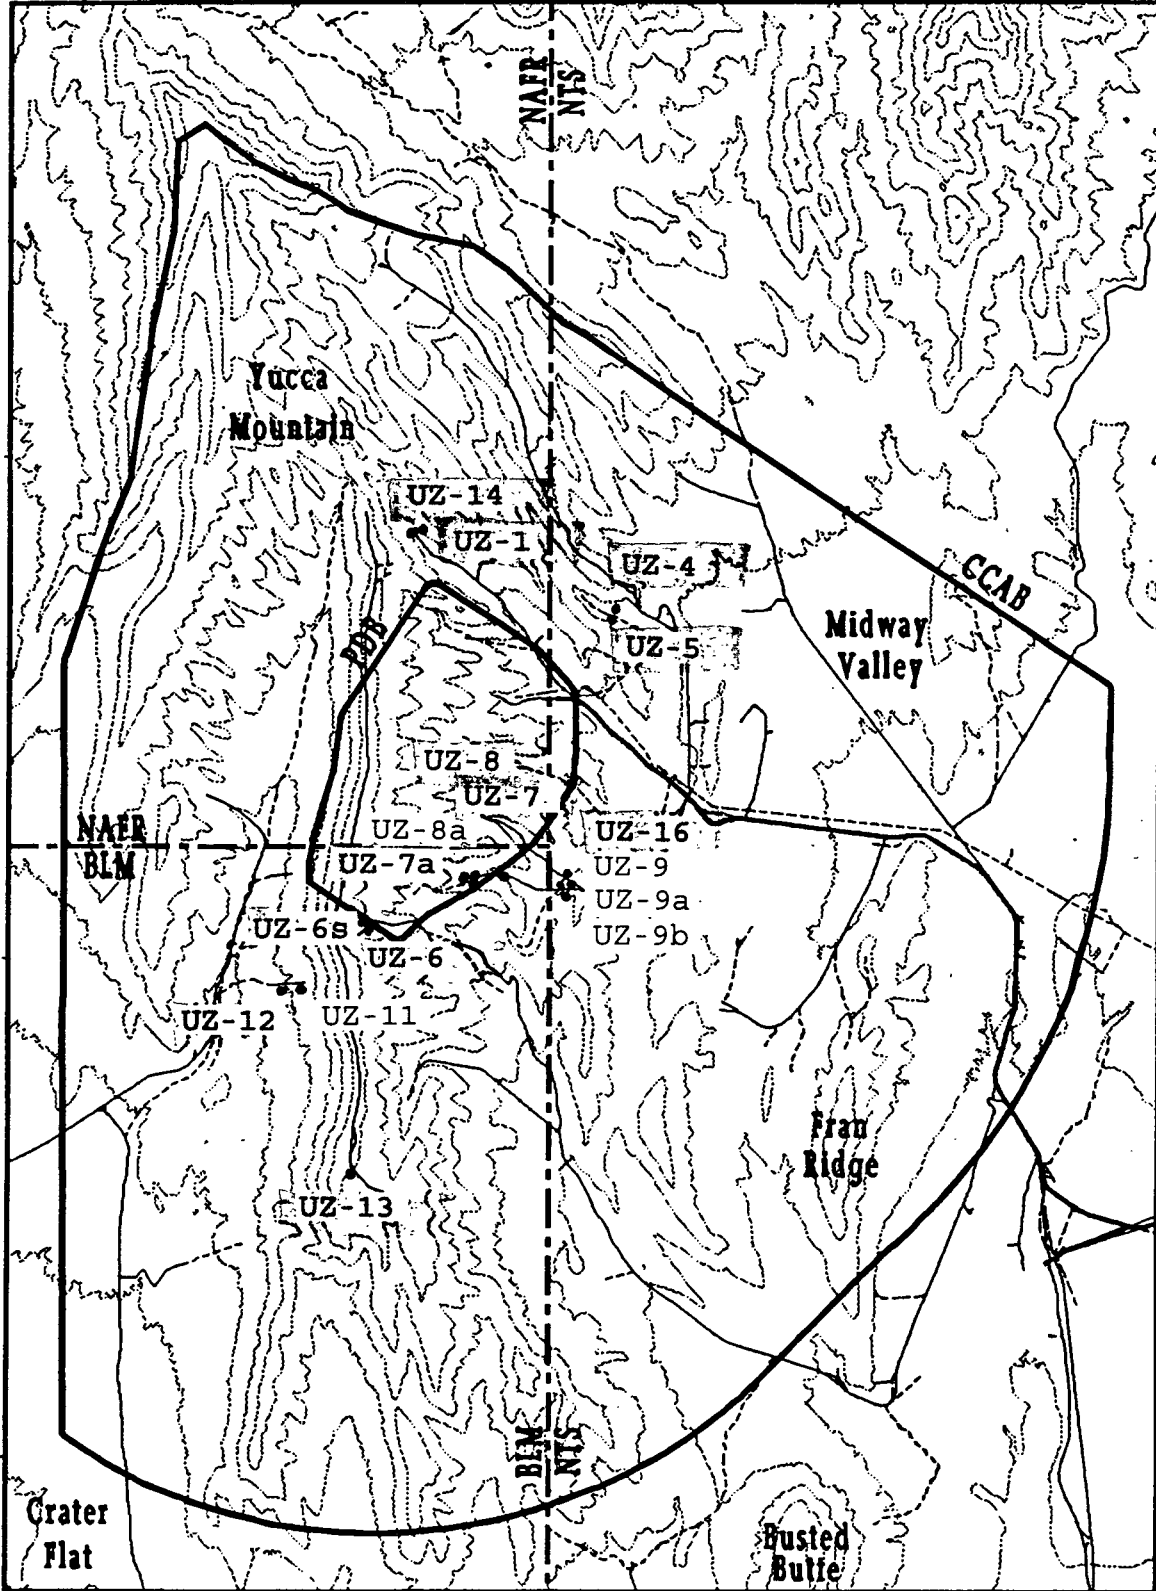 NAFR
NTS
Yucca
Mountain
UZ-14
UZ-1
UZ-4
CCAB
Midway
Valley
UZ-5
PDB
UZ-8
UZ-7
UZ-8a
UZ-16
NAFR
BLM
UZ-7a
UZ-9
UZ-9a
UZ-6s
UZ-9b
UZ-6
UZ-12
UZ-11
Fran
Ridge
UZ-13
BLM
NTS
Crater
Flat
Busted
Butte